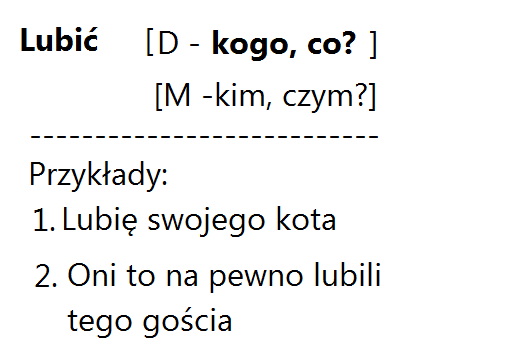 Lubić [D - kogo, co? ]
[M -kim, czym?]
---------------------------
Przykłady:
1. Lubię swojego kota
2. Oni to na pewno lubili
tego gościa